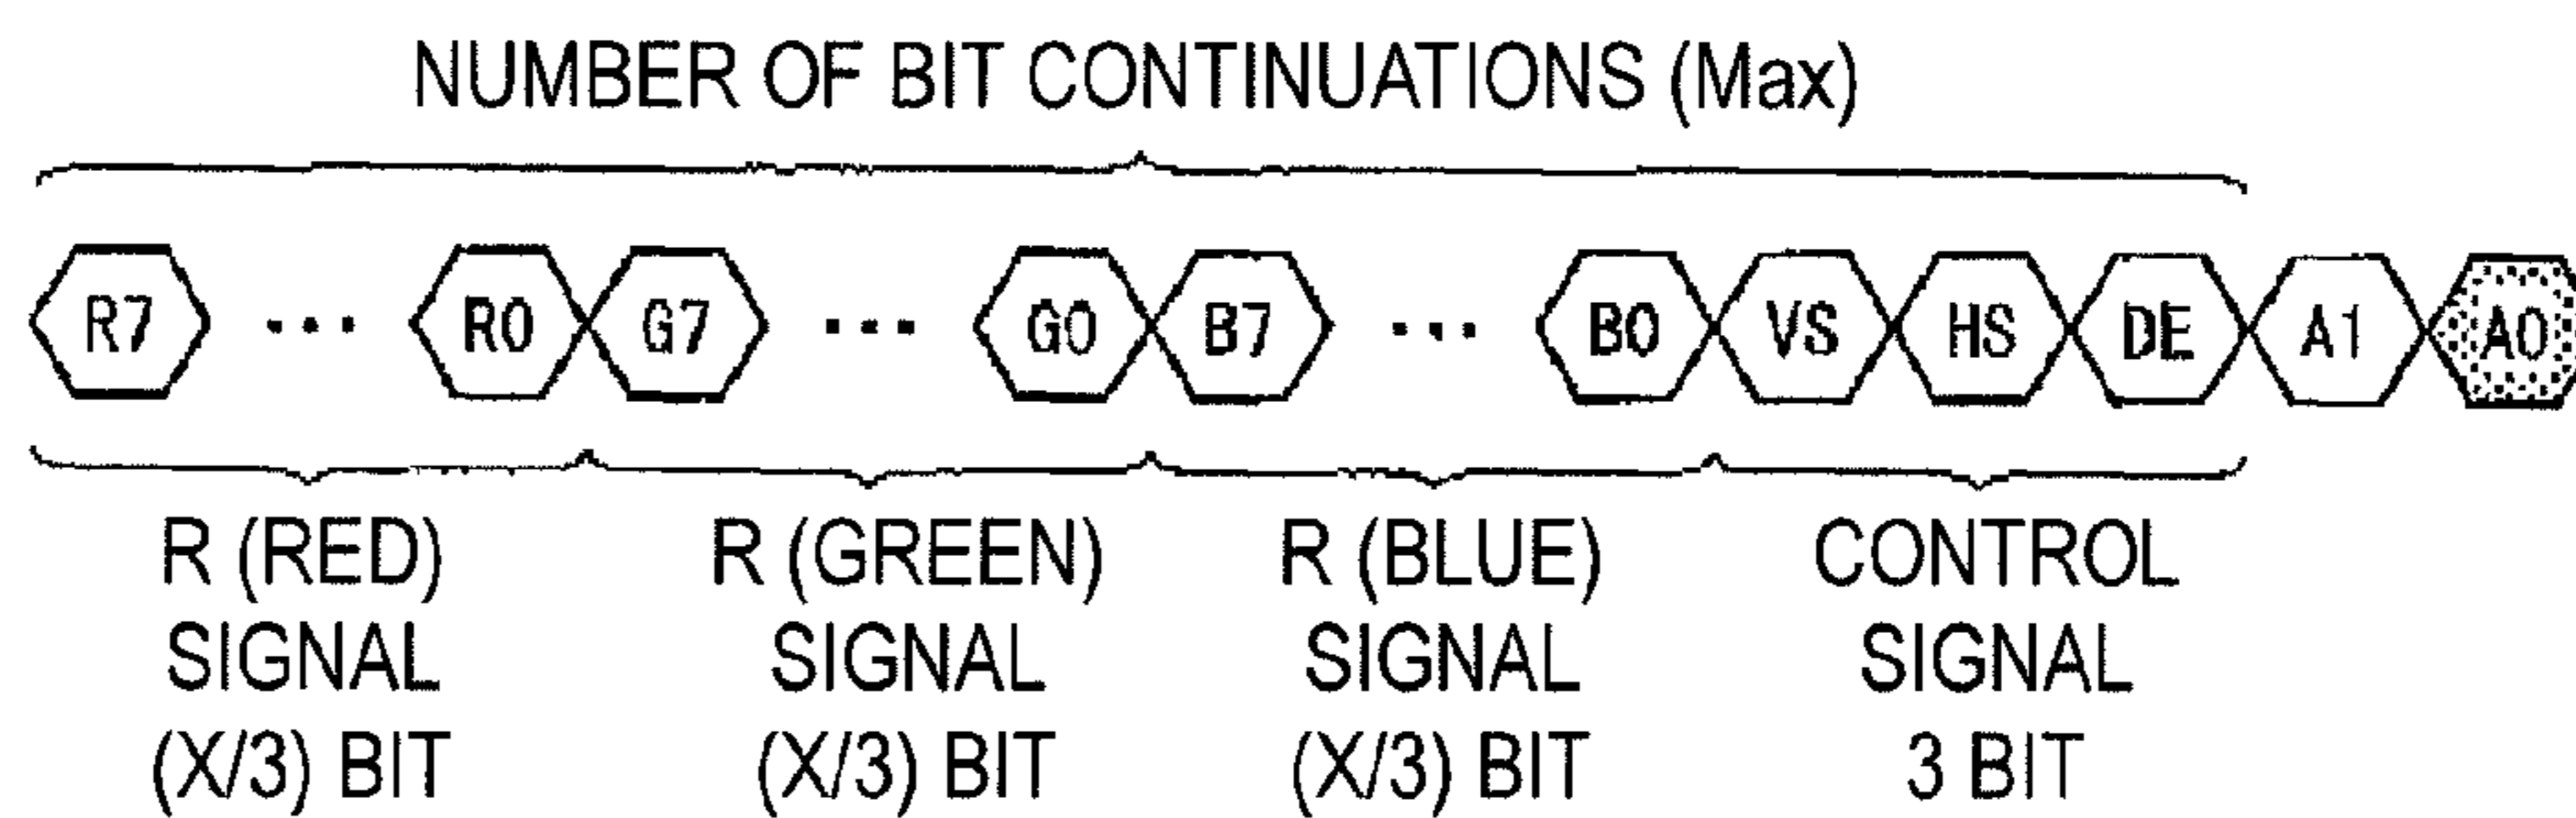 NUMBER OF BIT CONTINUATIONS (Max)
R7 ... R0 G7 ... G0 B7 ... B0 VS HS DE A1 A0
R (RED) SIGNAL (X/3) BIT
R (GREEN) SIGNAL (X/3) BIT
R (BLUE) SIGNAL (X/3) BIT
CONTROL SIGNAL 3 BIT